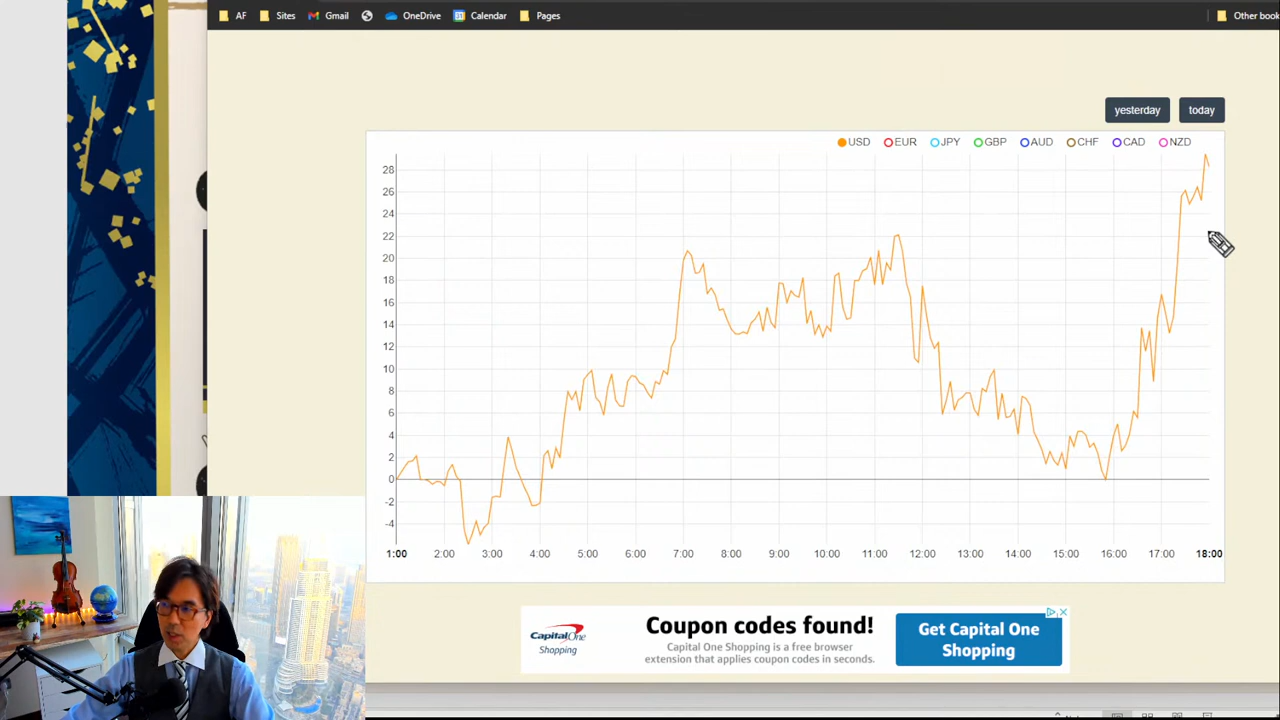 AF Sites Gmail OneDrive Calendar Pages Other book
yesterday today
USD EUR JPY GBP AUD CHF CAD NZD
28
26
24
22
20
18
16
14
12
10
8
6
4
2
0
-2
-4
1:00 2:00 3:00 4:00 5:00 6:00 7:00 8:00 9:00 10:00 11:00 12:00 13:00 14:00 15:00 16:00 17:00 18:00
Capital One
Shopping
Coupon codes found!
Capital One Shopping is a free browser
extension that applies coupon codes in seconds.
Get Capital One
Shopping